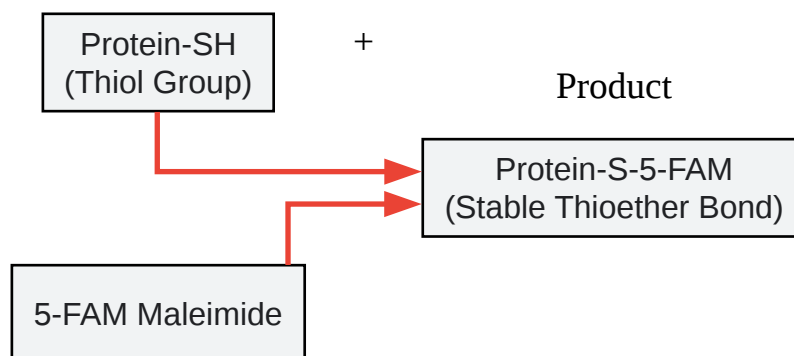 Protein-SH
(Thiol Group)
+
Product
Protein-S-5-FAM
(Stable Thioether Bond)
5-FAM Maleimide